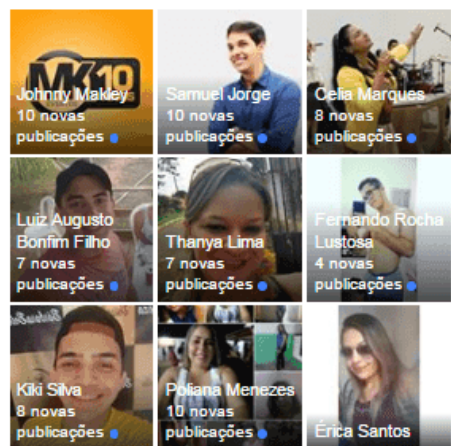 MK10
Johnny Makley
10 novas
publicações
Samuel Jorge
10 novas
publicações
Celia Marques
8 novas
publicações
Luiz Augusto
Bonfim Filho
7 novas
publicações
Thanya Lima
7 novas
publicações
Fernando Rocha
Lustosa
4 novas
publicações
Kiki Silva
8 novas
publicações
Poliana Menezes
10 novas
publicações
Érica Santos